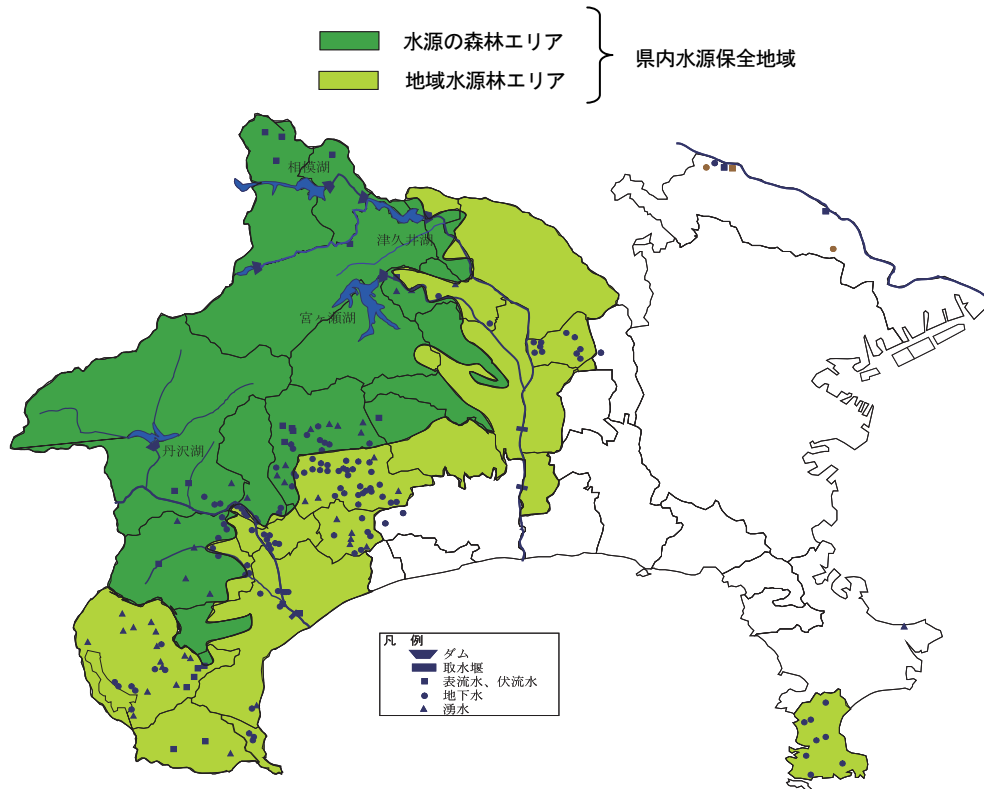 水源の森林エリア
地域水源林エリア
県内水源保全地域
相模湖
津久井湖
宮ヶ瀬湖
丹沢湖
凡 例
ダム
取水堰
表流水、伏流水
地下水
湧水